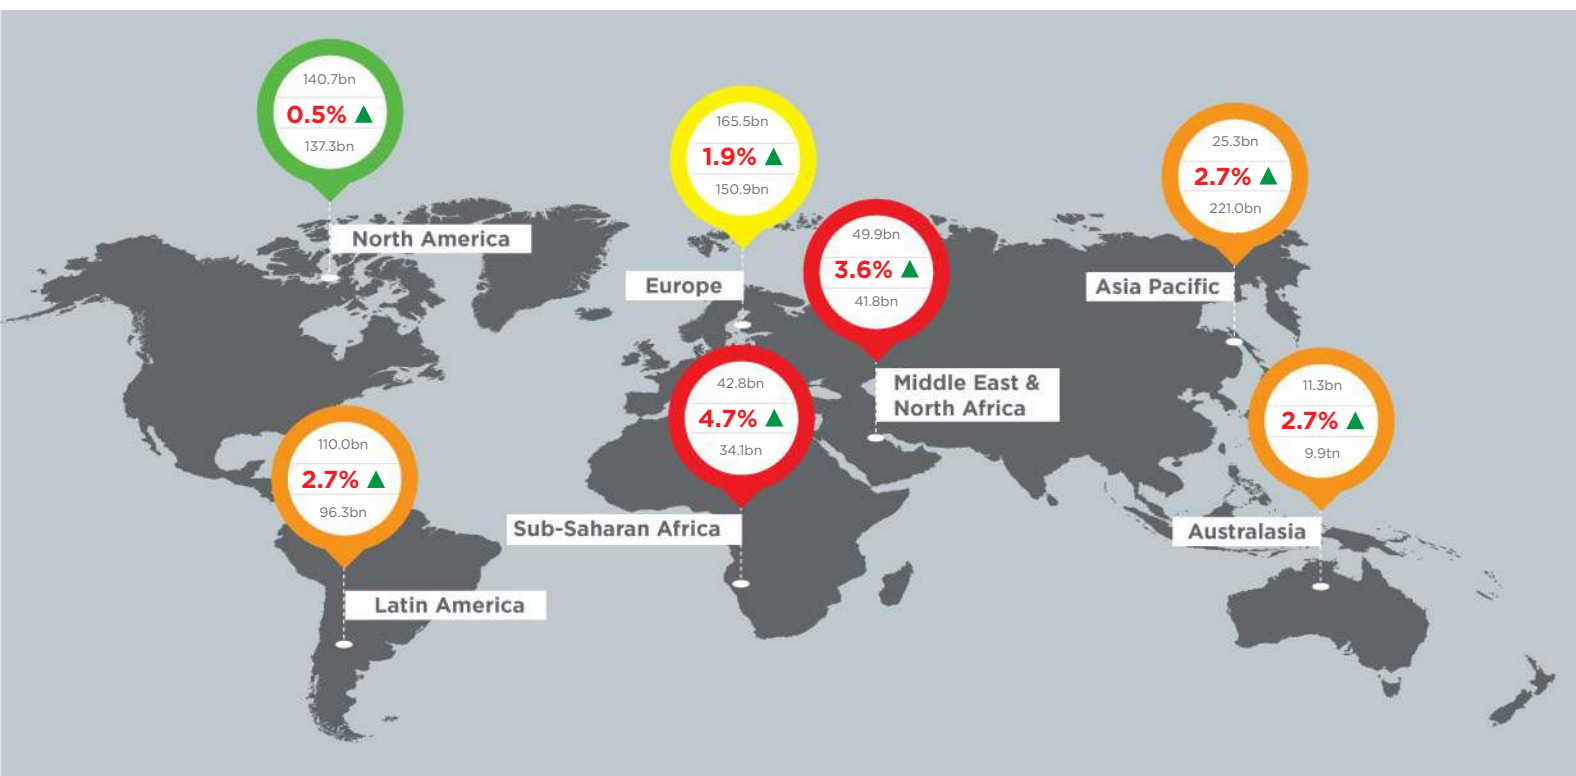 140.7bn
0.5%
137.3bn
North America
165.5bn
1.9%
150.9bn
Europe
49.9bn
3.6%
41.8bn
Middle East &
North Africa
25.3bn
2.7%
221.0bn
Asia Pacific
42.8bn
4.7%
34.1bn
Sub-Saharan Africa
11.3bn
2.7%
9.9tn
Australasia
110.0bn
2.7%
96.3bn
Latin America